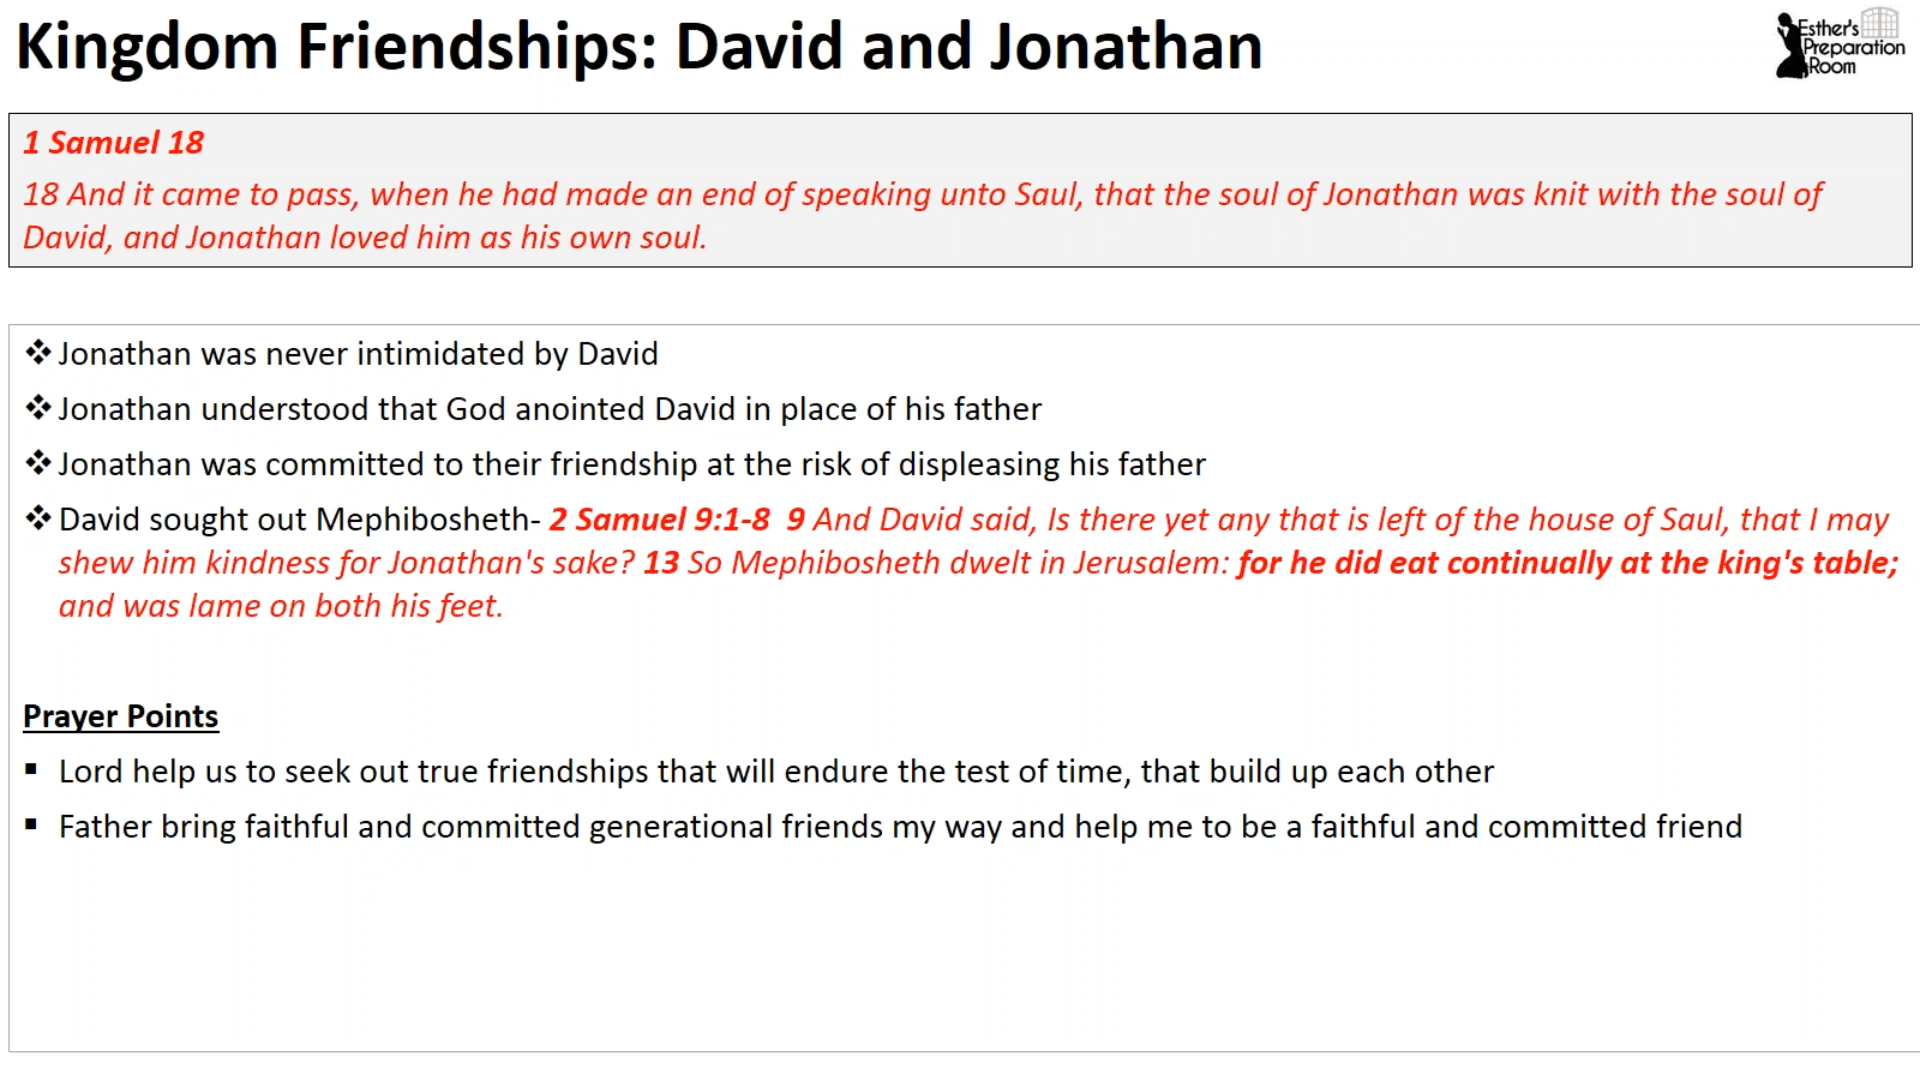 Kingdom Friendships: David and Jonathan
Esther's
Preparation
Room
1 Samuel 18
18 And it came to pass, when he had made an end of speaking unto Saul, that the soul of Jonathan was knit with the soul of
David, and Jonathan loved him as his own soul.
❖ Jonathan was never intimidated by David
❖ Jonathan understood that God anointed David in place of his father
❖ Jonathan was committed to their friendship at the risk of displeasing his father
❖ David sought out Mephibosheth- 2 Samuel 9:1-8 9 And David said, Is there yet any that is left of the house of Saul, that I may
shew him kindness for Jonathan's sake? 13 So Mephibosheth dwelt in Jerusalem: for he did eat continually at the king's table;
and was lame on both his feet.
Prayer Points
▪ Lord help us to seek out true friendships that will endure the test of time, that build up each other
▪ Father bring faithful and committed generational friends my way and help me to be a faithful and committed friend